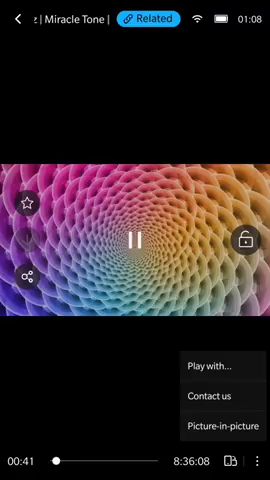 z | Miracle Tone |
Related
01:08
Play with...
Contact us
Picture-in-picture
00:41
8:36:08